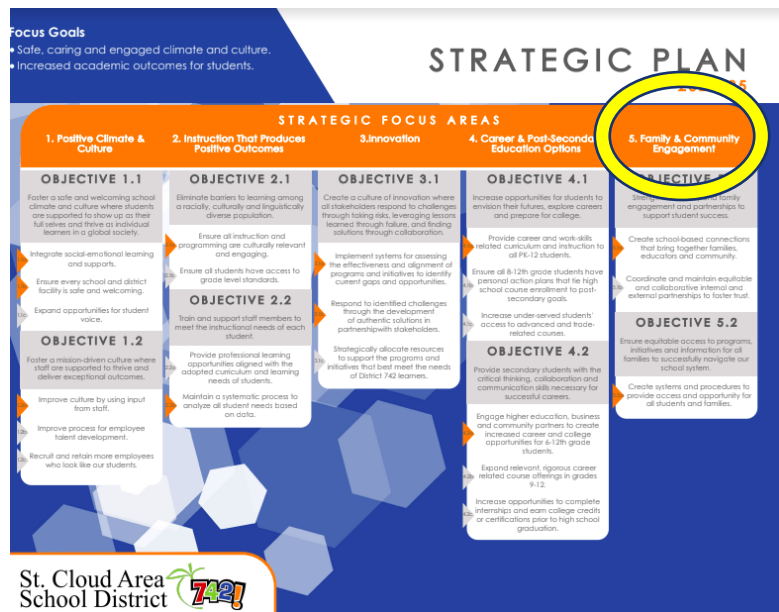 Focus Goals
• Safe, caring and engaged climate and culture.
• Increased academic outcomes for students.
STRATEGIC PLAN
STRATEGIC FOCUS AREAS
1. Positive Climate &
Culture
OBJECTIVE 1.1
Foster a safe and welcoming school
climate and culture where students
are supported to show up as their
full selves and thrive as individual
learners in a global society.
Integrate social-emotional learning
and supports.
Ensure every school and district
facility is safe and welcoming.
Expand opportunities for student
voice.
OBJECTIVE 1.2
Foster a mission-driven culture where
staff are supported to thrive and
deliver exceptional outcomes.
Improve culture by using input
from staff.
Improve process for employee
talent development.
Recruit and retain more employees
who look like our students.
2. Instruction That Produces
Positive Outcomes
OBJECTIVE 2.1
Eliminate barriers to learning among
a racially, culturally and linguistically
diverse population.
Ensure all instruction and
programming are culturally relevant
and engaging.
Ensure all students have access to
grade level standards.
OBJECTIVE 2.2
Train and support staff members to
meet the instructional needs of each
student.
Provide professional learning
opportunities aligned with the
adopted curriculum and learning
needs of students.
Maintain a systematic process to
analyze all student needs based
on data.
3.Innovation
OBJECTIVE 3.1
Create a culture of innovation where
all stakeholders respond to challenges
through taking risks, leveraging lessons
learned through failure, and finding
solutions through collaboration.
Implement systems for assessing
the effectiveness and alignment of
programs and initiatives to identify
current gaps and opportunities.
Respond to identified challenges
through the development
of authentic solutions in
partnershipwith stakeholders.
Strategically allocate resources
to support the programs and
initiatives that best meet the needs
of District 742 learners.
4. Career & Post-Seconda
Education Options
OBJECTIVE 4.1
Increase opportunities for students to
envision their futures, explore careers
and prepare for college.
Provide career and work-skills
related curriculum and instruction to
all PK-12 students.
Ensure all 8-12th grade students have
personal action plans that tie high
school course enrollment to post-
secondary goals.
Increase under-served students'
access to advanced and trade-
related courses.
OBJECTIVE 4.2
Provide secondary students with the
critical thinking, collaboration and
communication skills necessary for
successful careers.
Engage higher education, business
and community partners to create
increased career and college
opportunities for 6-12th grade
students.
Expand relevant, rigorous career
related course offerings in grades
9-12.
Increase opportunities to complete
internships and earn college credits
or certifications prior to high school
graduation.
5. Family & Community
Engagement
OBJECTIVE
family
engagement and partnerships to
support student success.
Create school-based connections
that bring together families,
educators and community.
Coordinate and maintain equitable
and collaborative internal and
external partnerships to foster trust.
OBJECTIVE 5.2
Ensure equitable access to programs,
initiatives and information for all
families to successfully navigate our
school system.
Create systems and procedures to
provide access and opportunity for
all students and families.
St. Cloud Area
School District
742!